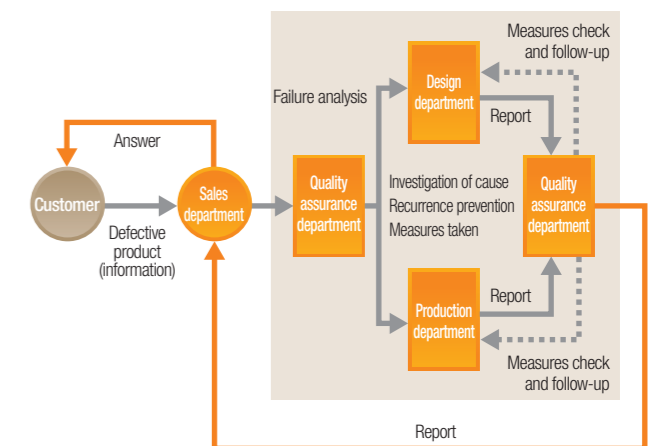 Measures check
and follow-up
Design
department
Failure analysis
Report
Answer
Customer
Sales
department
Quality
assurance
department
Investigation of cause
Recurrence prevention
Measures taken
Quality
assurance
department
Defective
product
(information)
Report
Production
department
Measures check
and follow-up
Report